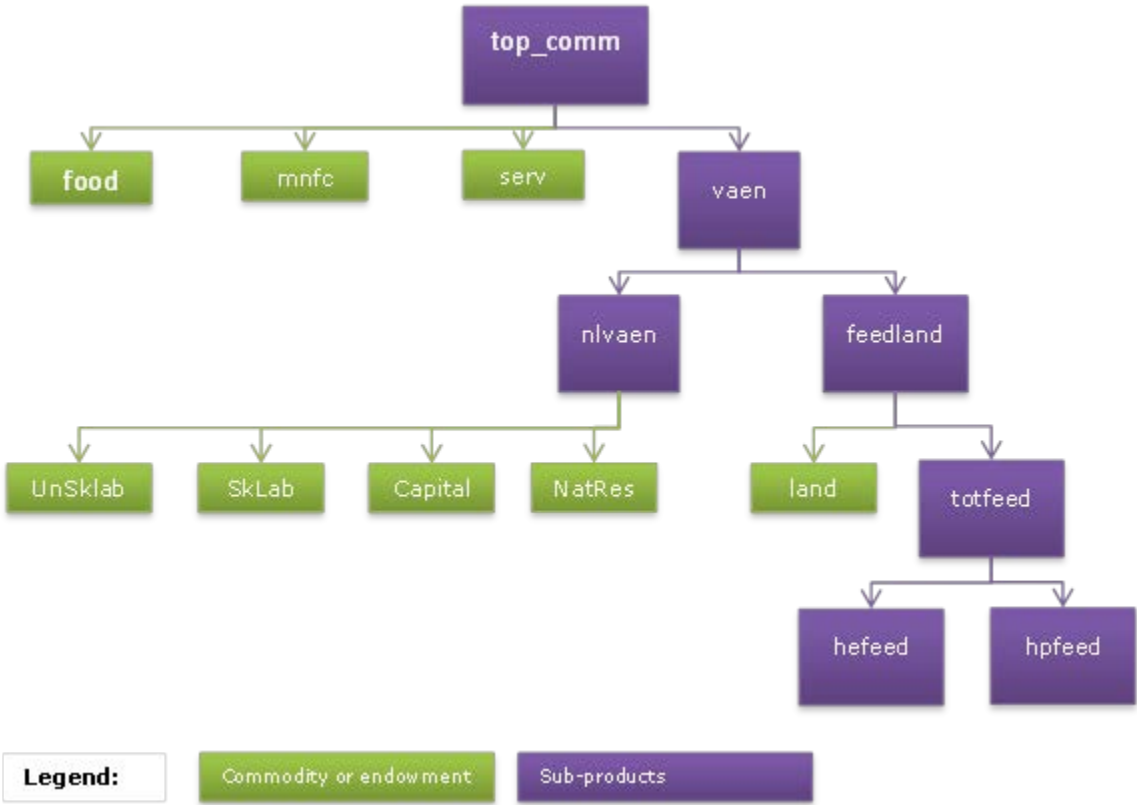 top_comm
food
mnfc
serv
vaen
nlvaen
feedland
UnSklab
SkLab
Capital
NatRes
land
totfeed
hefeed
hpfeed
Legend:
Commodity or endowment
Sub-products